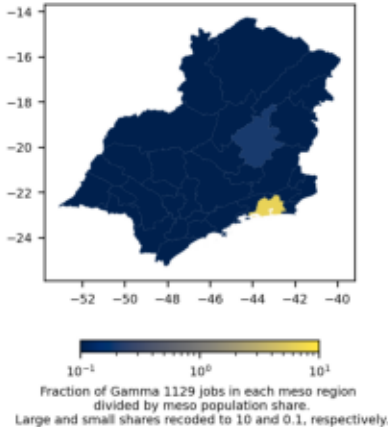 −14
−16
−18
−20
−22
−24
−52 −50 −48 −46 −44 −42 −40
10⁻¹ 10⁰ 10¹
Fraction of Gamma 1129 jobs in each meso region
divided by meso population share.
Large and small shares recoded to 10 and 0.1, respectively.